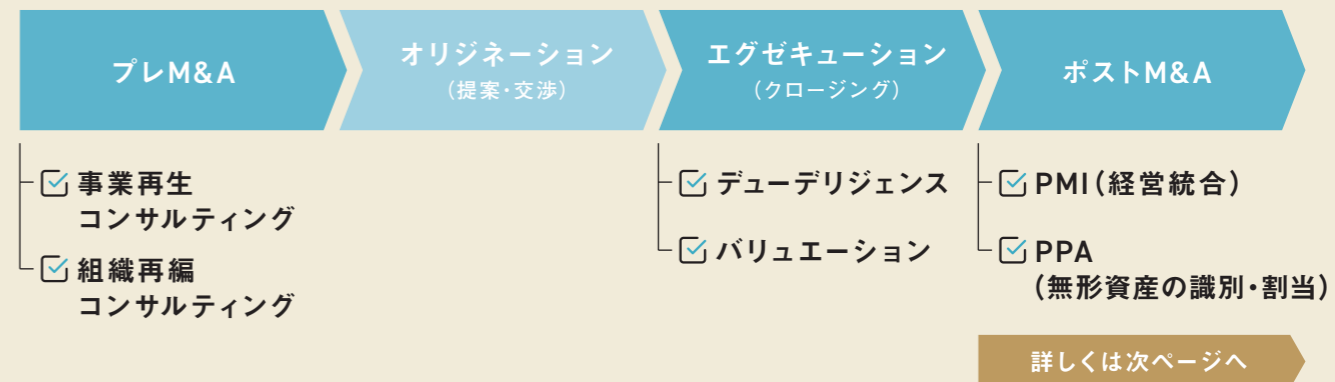 プレM&A
オリジネーション
(提案・交渉)
エグゼキューション
(クロージング)
ポストM&A
事業再生
コンサルティング
組織再編
コンサルティング
デューデリジェンス
バリュエーション
PMI(経営統合)
PPA
(無形資産の識別・割当)
詳しくは次ページへ